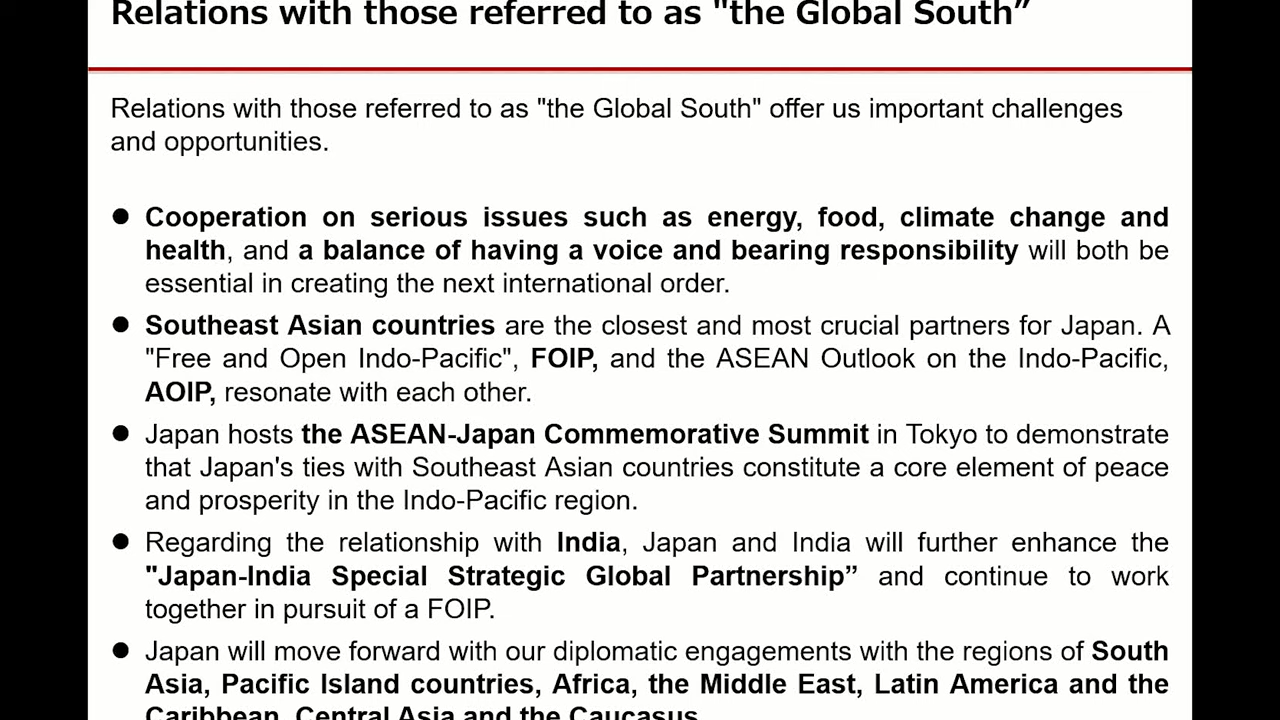 Relations with those referred to as "the Global South”
Relations with those referred to as "the Global South" offer us important challenges
and opportunities.
● Cooperation on serious issues such as energy, food, climate change and
health, and a balance of having a voice and bearing responsibility will both be
essential in creating the next international order.
● Southeast Asian countries are the closest and most crucial partners for Japan. A
"Free and Open Indo-Pacific", FOIP, and the ASEAN Outlook on the Indo-Pacific,
AOIP, resonate with each other.
● Japan hosts the ASEAN-Japan Commemorative Summit in Tokyo to demonstrate
that Japan's ties with Southeast Asian countries constitute a core element of peace
and prosperity in the Indo-Pacific region.
● Regarding the relationship with India, Japan and India will further enhance the
"Japan-India Special Strategic Global Partnership” and continue to work
together in pursuit of a FOIP.
● Japan will move forward with our diplomatic engagements with the regions of South
Asia, Pacific Island countries, Africa, the Middle East, Latin America and the
Caribbean, Central Asia and the Caucasus.